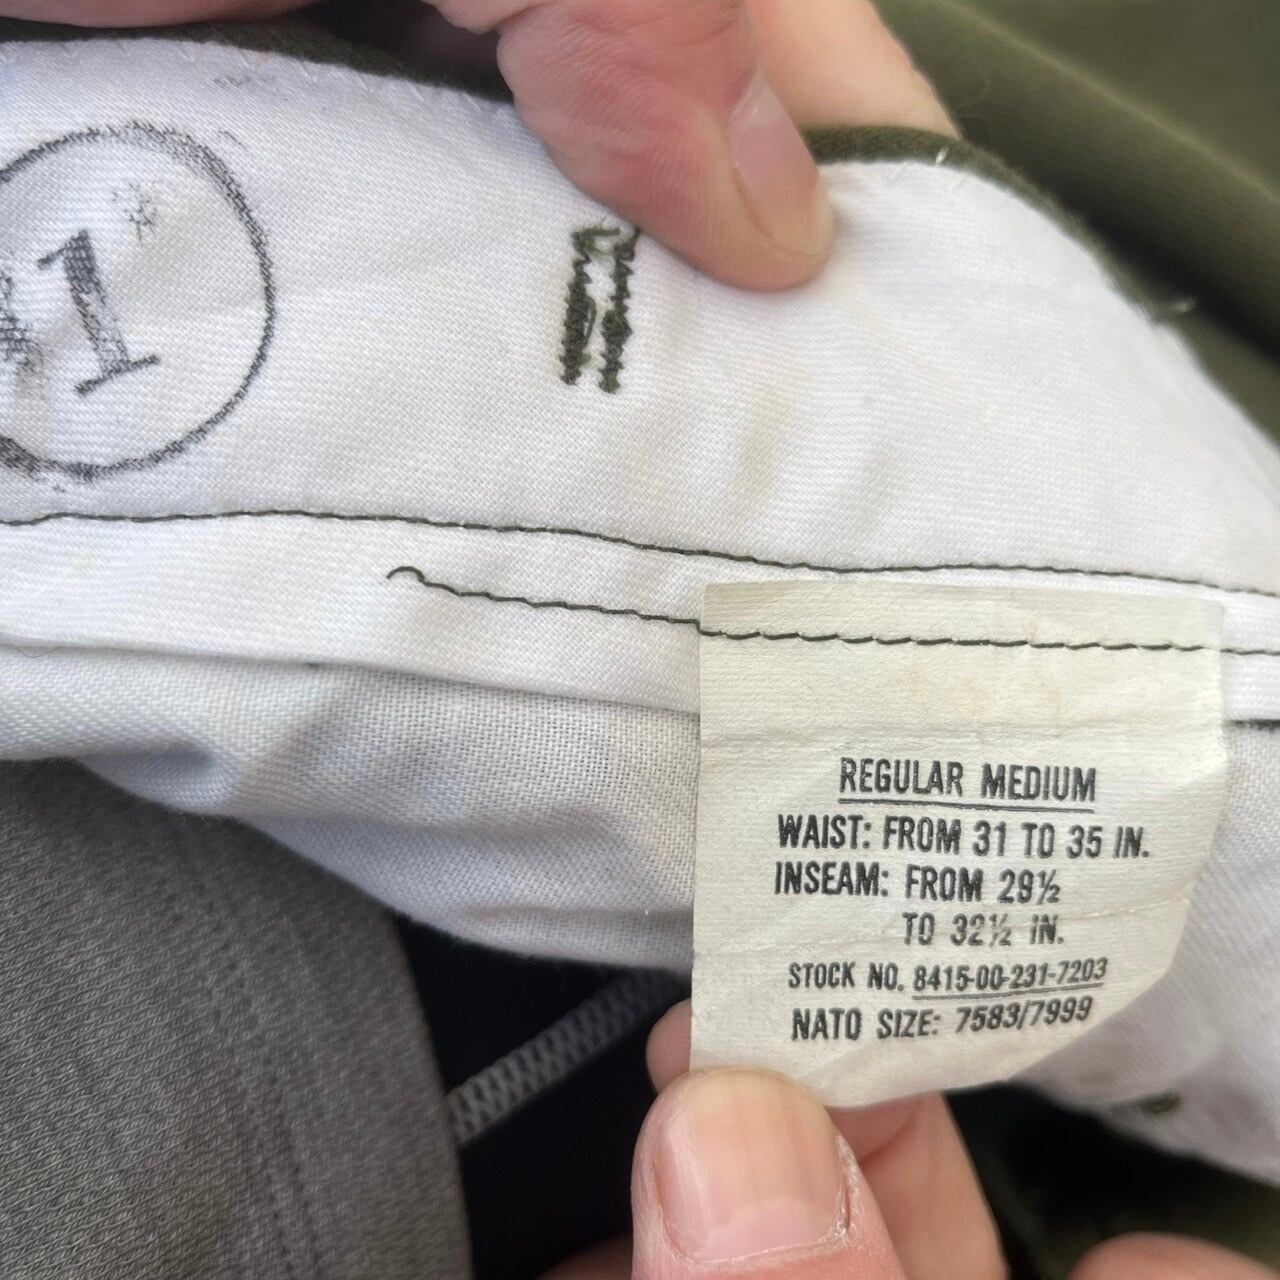 1
REGULAR MEDIUM
WAIST: FROM 31 TO 35 IN.
INSEAM: FROM 29½
TO 32½ IN.
STOCK NO. 8415-00-231-7203
NATO SIZE: 7583/7999